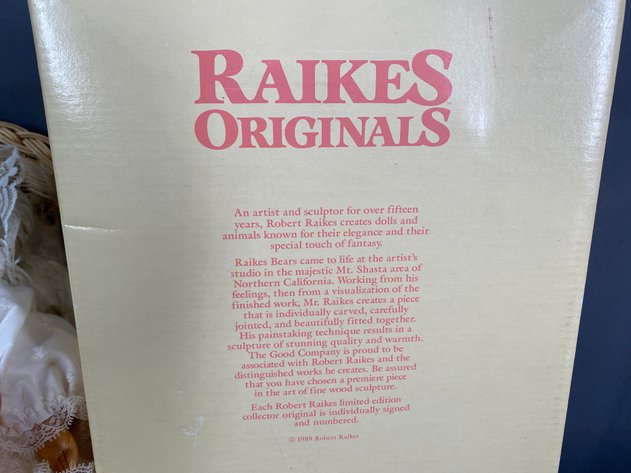 RAIKES
ORIGINALS
An artist and sculptor for over fifteen
years, Robert Raikes creates dolls and
animals known for their elegance and their
special touch of fantasy.
Raikes Bears came to life at the artist's
studio in the majestic Mt. Shasta area of
Northern California. Working from his
feelings, then from a visualization of the
finished work, Mr. Raikes creates a piece
that is individually carved, carefully
jointed, and beautifully fitted together.
His painstaking technique results in a
sculpture of stunning quality and warmth.
The Good Company is proud to be
associated with Robert Raikes and the
distinguished works he creates. Be assured
that you have chosen a premiere piece
in the art of fine wood sculpture.
Each Robert Raikes limited edition
collector original is individually signed
and numbered.
© 1989 Robert Raikes